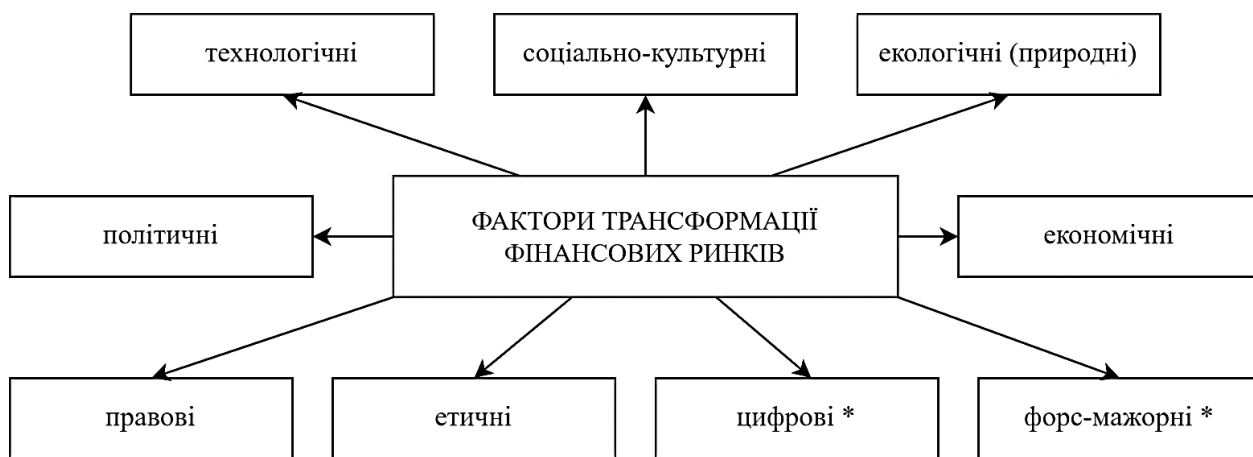 технологічні
соціально-культурні
екологічні (природні)
політичні
ФАКТОРИ ТРАНСФОРМАЦІЇ
ФІНАНСОВИХ РИНКІВ
економічні
правові
етичні
цифрові *
форс-мажорні *